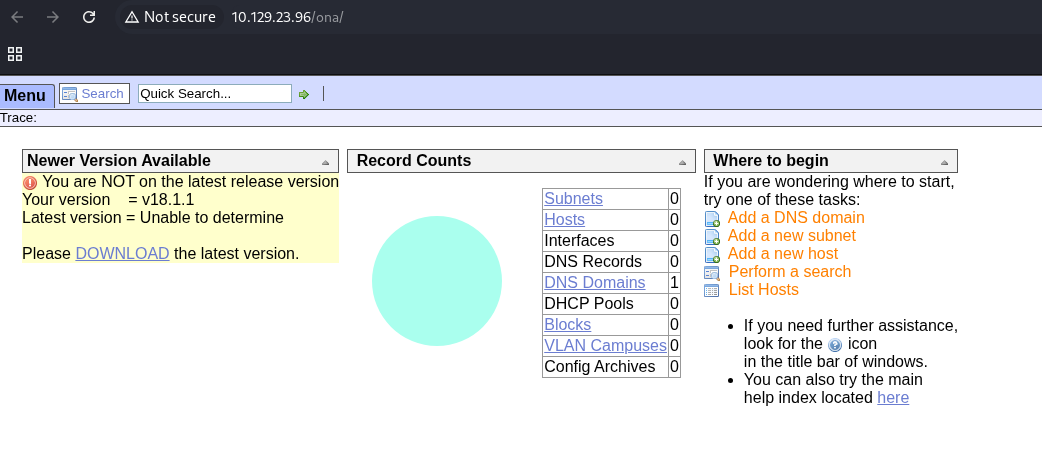 Not secure 10.129.23.96/ona/
Menu Search Quick Search...
Trace:
Newer Version Available
You are NOT on the latest release version
Your version = v18.1.1
Latest version = Unable to determine
Please DOWNLOAD the latest version.
Record Counts
Subnets 0
Hosts 0
Interfaces 0
DNS Records 0
DNS Domains 1
DHCP Pools 0
Blocks 0
VLAN Campuses 0
Config Archives 0
Where to begin
If you are wondering where to start,
try one of these tasks:
Add a DNS domain
Add a new subnet
Add a new host
Perform a search
List Hosts
• If you need further assistance,
look for the ? icon
in the title bar of windows.
• You can also try the main
help index located here